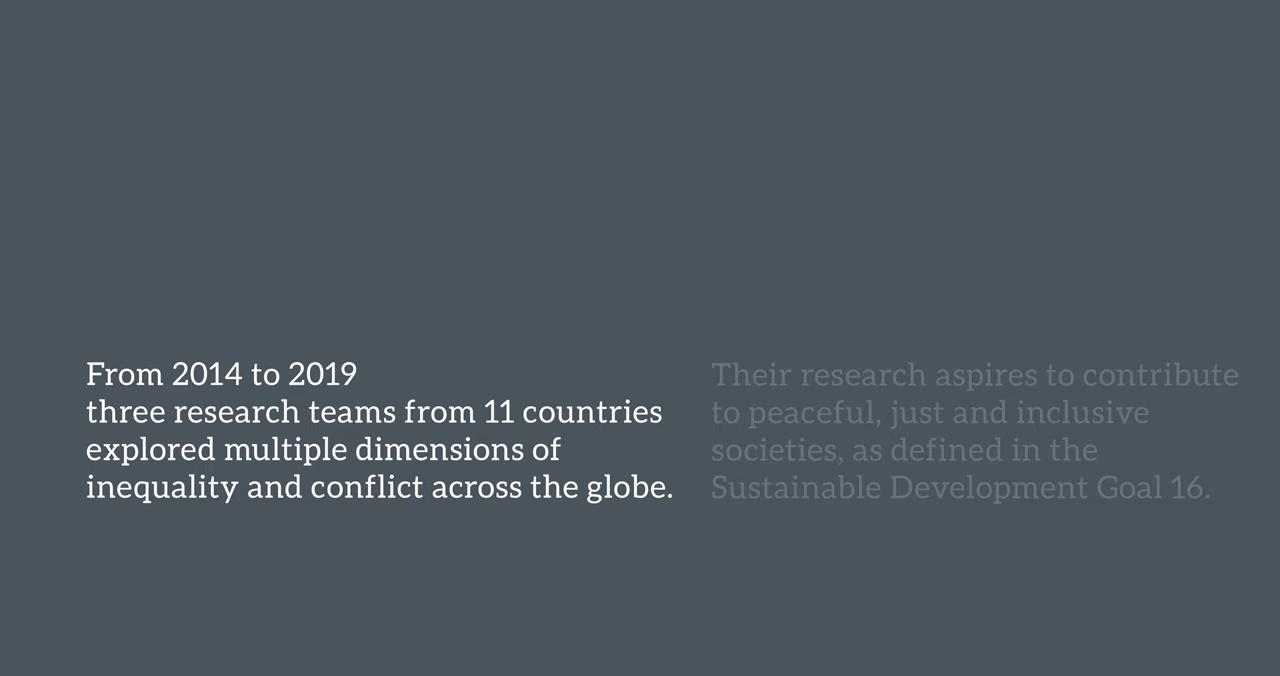 From 2014 to 2019
three research teams from 11 countries
explored multiple dimensions of
inequality and conflict across the globe.
Their research aspires to contribute
to peaceful, just and inclusive
societies, as defined in the
Sustainable Development Goal 16.